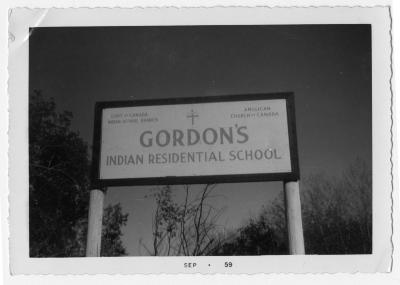 GOVT OF CANADA
INDIAN SCHOOL BRANCH
ANGLICAN
CHURCH OF CANADA
GORDON'S
INDIAN RESIDENTIAL SCHOOL
SEP • 59